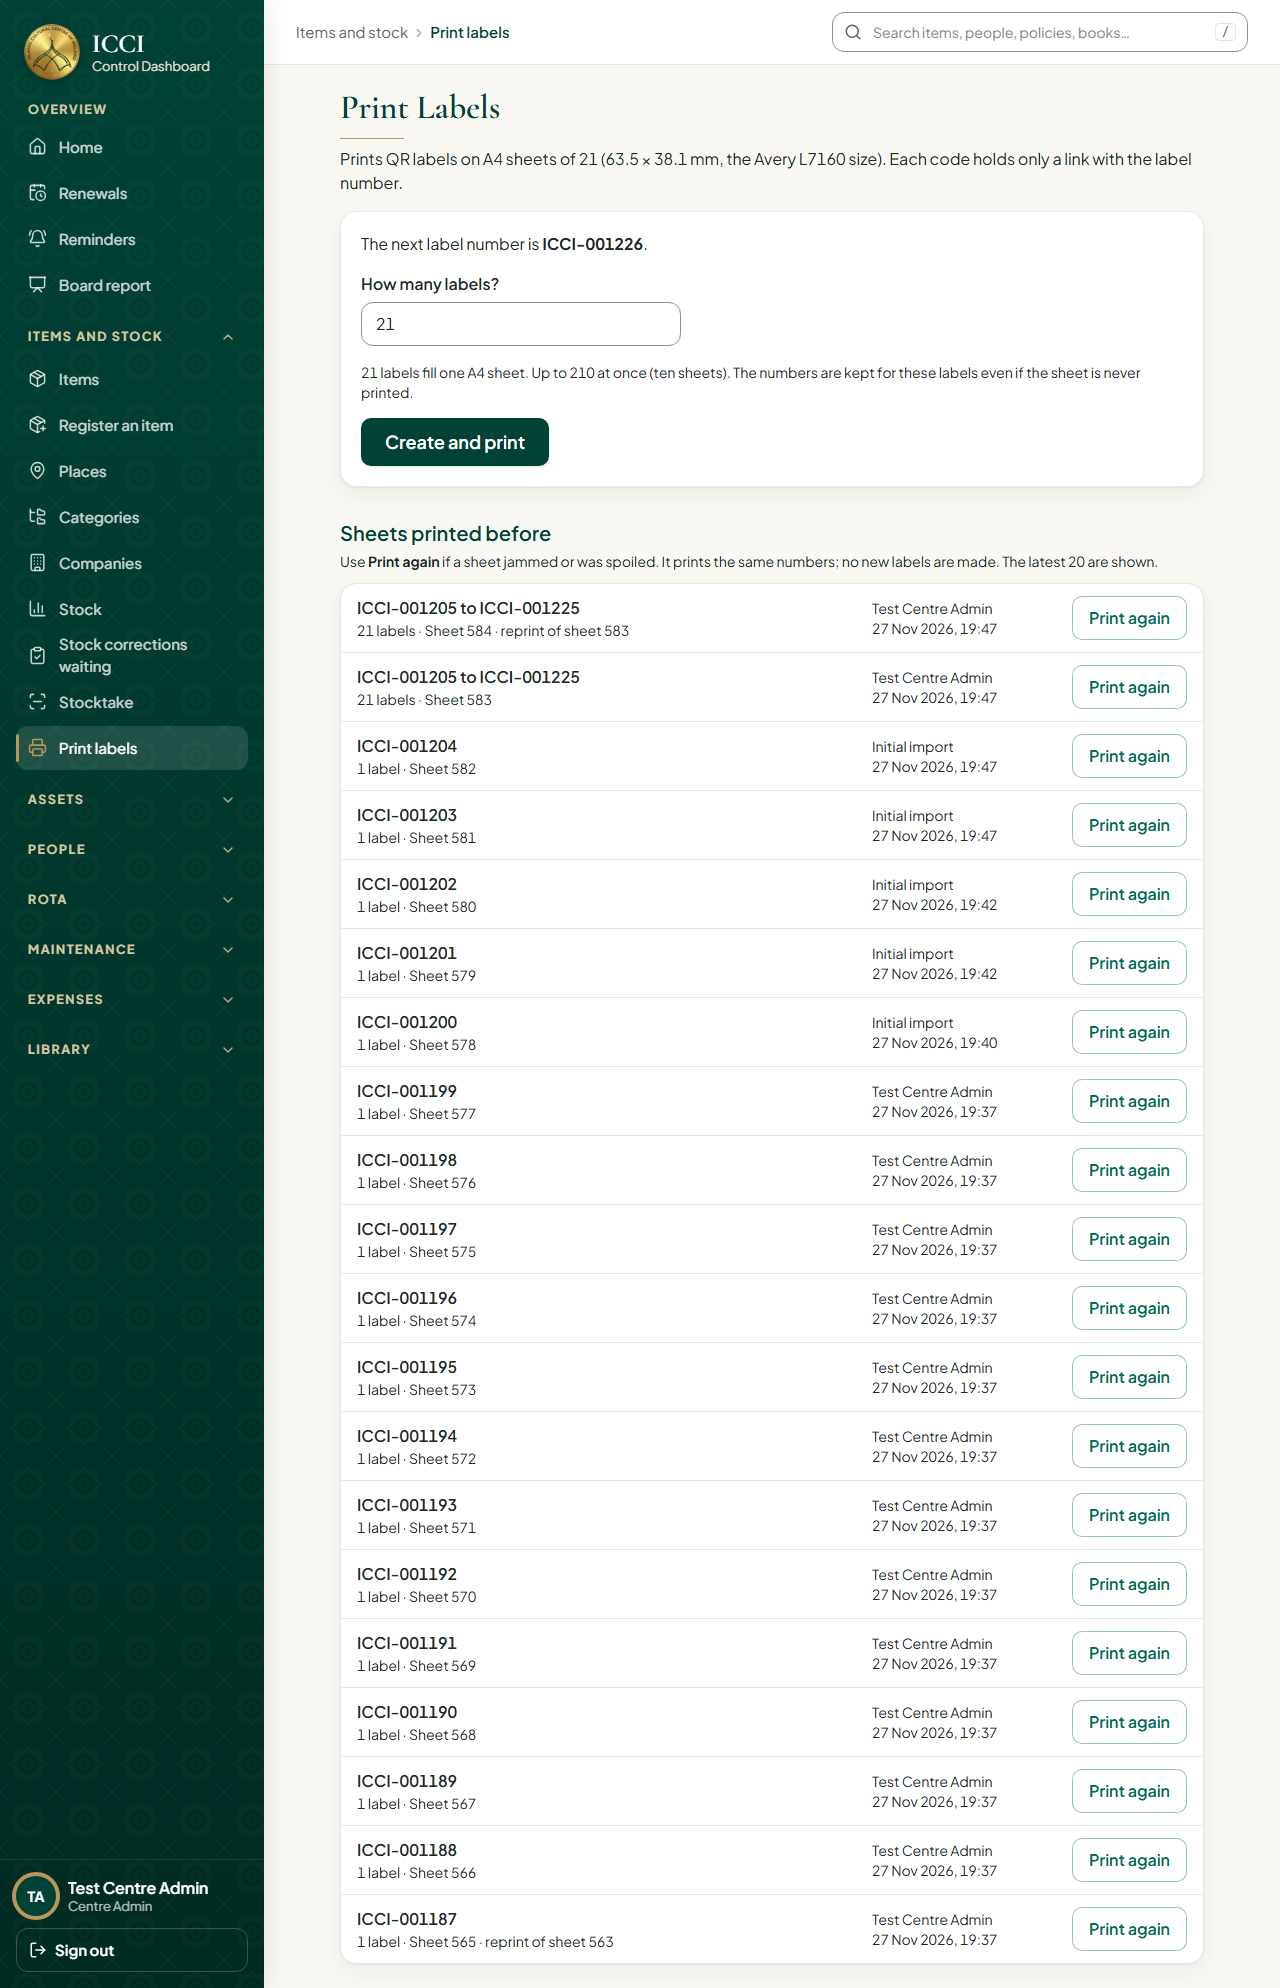 ICCI
Control Dashboard
OVERVIEW
Home
Renewals
Reminders
Board report
ITEMS AND STOCK
Items
Register an item
Places
Categories
Companies
Stock
Stock corrections
waiting
Stocktake
Print labels
ASSETS
PEOPLE
ROTA
MAINTENANCE
EXPENSES
LIBRARY
TA
Test Centre Admin
Centre Admin
Sign out
Items and stock › Print labels
Search items, people, policies, books… /
Print Labels
Prints QR labels on A4 sheets of 21 (63.5 × 38.1 mm, the Avery L7160 size). Each code holds only a link with the label
number.
The next label number is ICCI-001226.
How many labels?
21
21 labels fill one A4 sheet. Up to 210 at once (ten sheets). The numbers are kept for these labels even if the sheet is never
printed.
Create and print
Sheets printed before
Use Print again if a sheet jammed or was spoiled. It prints the same numbers; no new labels are made. The latest 20 are shown.
ICCI-001205 to ICCI-001225
21 labels · Sheet 584 · reprint of sheet 583
Test Centre Admin
27 Nov 2026, 19:47
Print again
ICCI-001205 to ICCI-001225
21 labels · Sheet 583
Test Centre Admin
27 Nov 2026, 19:47
Print again
ICCI-001204
1 label · Sheet 582
Initial import
27 Nov 2026, 19:47
Print again
ICCI-001203
1 label · Sheet 581
Initial import
27 Nov 2026, 19:47
Print again
ICCI-001202
1 label · Sheet 580
Initial import
27 Nov 2026, 19:42
Print again
ICCI-001201
1 label · Sheet 579
Initial import
27 Nov 2026, 19:42
Print again
ICCI-001200
1 label · Sheet 578
Initial import
27 Nov 2026, 19:40
Print again
ICCI-001199
1 label · Sheet 577
Test Centre Admin
27 Nov 2026, 19:37
Print again
ICCI-001198
1 label · Sheet 576
Test Centre Admin
27 Nov 2026, 19:37
Print again
ICCI-001197
1 label · Sheet 575
Test Centre Admin
27 Nov 2026, 19:37
Print again
ICCI-001196
1 label · Sheet 574
Test Centre Admin
27 Nov 2026, 19:37
Print again
ICCI-001195
1 label · Sheet 573
Test Centre Admin
27 Nov 2026, 19:37
Print again
ICCI-001194
1 label · Sheet 572
Test Centre Admin
27 Nov 2026, 19:37
Print again
ICCI-001193
1 label · Sheet 571
Test Centre Admin
27 Nov 2026, 19:37
Print again
ICCI-001192
1 label · Sheet 570
Test Centre Admin
27 Nov 2026, 19:37
Print again
ICCI-001191
1 label · Sheet 569
Test Centre Admin
27 Nov 2026, 19:37
Print again
ICCI-001190
1 label · Sheet 568
Test Centre Admin
27 Nov 2026, 19:37
Print again
ICCI-001189
1 label · Sheet 567
Test Centre Admin
27 Nov 2026, 19:37
Print again
ICCI-001188
1 label · Sheet 566
Test Centre Admin
27 Nov 2026, 19:37
Print again
ICCI-001187
1 label · Sheet 565 · reprint of sheet 563
Test Centre Admin
27 Nov 2026, 19:37
Print again